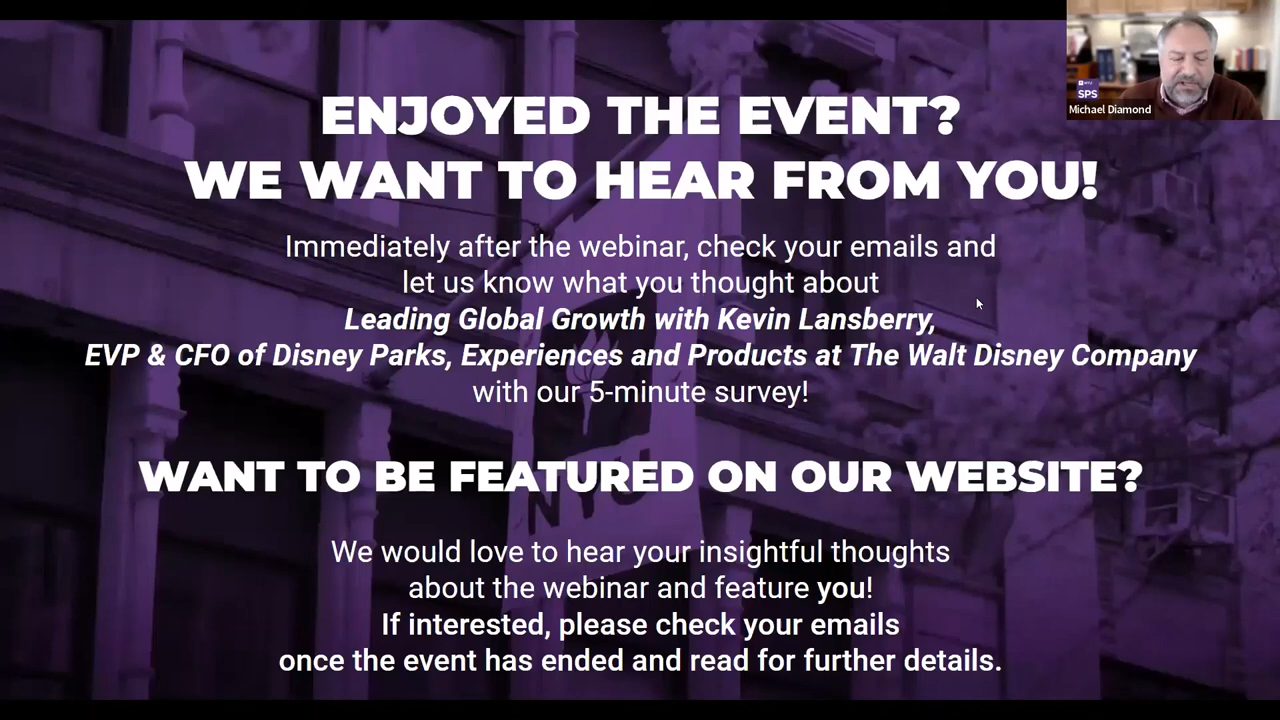 ENJOYED THE EVENT?
WE WANT TO HEAR FROM YOU!
Immediately after the webinar, check your emails and
let us know what you thought about
Leading Global Growth with Kevin Lansberry,
EVP & CFO of Disney Parks, Experiences and Products at The Walt Disney Company
with our 5-minute survey!
WANT TO BE FEATURED ON OUR WEBSITE?
We would love to hear your insightful thoughts
about the webinar and feature you!
If interested, please check your emails
once the event has ended and read for further details.
NYU
NYU
SPS
Michael Diamond